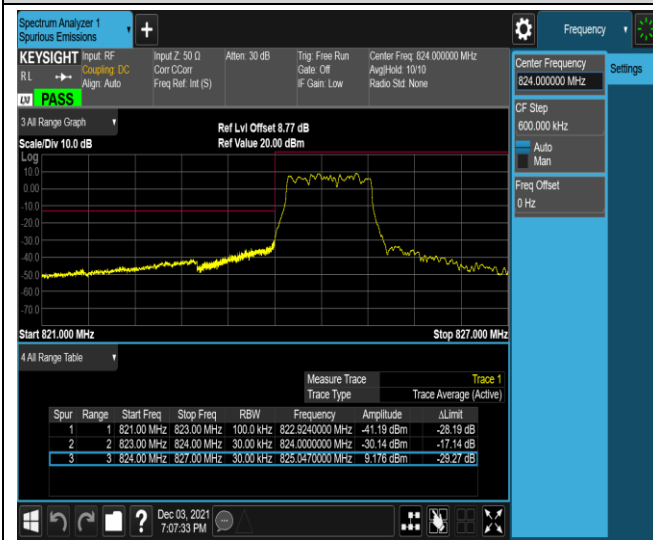 Spectrum Analyzer 1
Spurious Emissions
+
Frequency
KEYSIGHT
R L
LXI
PASS
Input: RF
Coupling: DC
Align: Auto
Input Z: 50 Ω
Corr CCorr
Freq Ref: Int (S)
Atten: 30 dB
Trig: Free Run
Gate: Off
IF Gain: Low
Center Freq: 824.000000 MHz
Avg|Hold: 10/10
Radio Std: None
Center Frequency
824.000000 MHz
Settings
CF Step
600.000 kHz
Auto
Man
Freq Offset
0 Hz
3 All Range Graph
Scale/Div 10.0 dB
Ref Lvl Offset 8.77 dB
Ref Value 20.00 dBm
Log
10.0
0.00
-10.0
-20.0
-30.0
-40.0
-50.0
-60.0
-70.0
Start 821.000 MHz
Stop 827.000 MHz
4 All Range Table
Measure Trace Trace 1
Trace Type Trace Average (Active)
Spur Range Start Freq Stop Freq RBW Frequency Amplitude ΔLimit
1 1 821.00 MHz 823.00 MHz 100.0 kHz 822.9240000 MHz -41.19 dBm -28.19 dB
2 2 823.00 MHz 824.00 MHz 30.00 kHz 824.0000000 MHz -30.14 dBm -17.14 dB
3 3 824.00 MHz 827.00 MHz 30.00 kHz 825.0470000 MHz 9.176 dBm -29.27 dB
?
Dec 03, 2021
7:07:33 PM